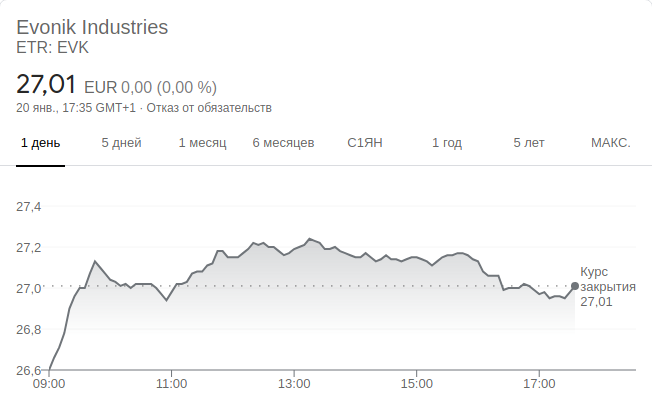 Evonik Industries
ETR: EVK
27,01 EUR 0,00 (0,00 %)
20 янв., 17:35 GMT+1 · Отказ от обязательств
1 день 5 дней 1 месяц 6 месяцев С1ЯН 1 год 5 лет МАКС.
27,4
27,2
27,0
26,8
26,6
Курс
закрытия
27,01
09:00 11:00 13:00 15:00 17:00